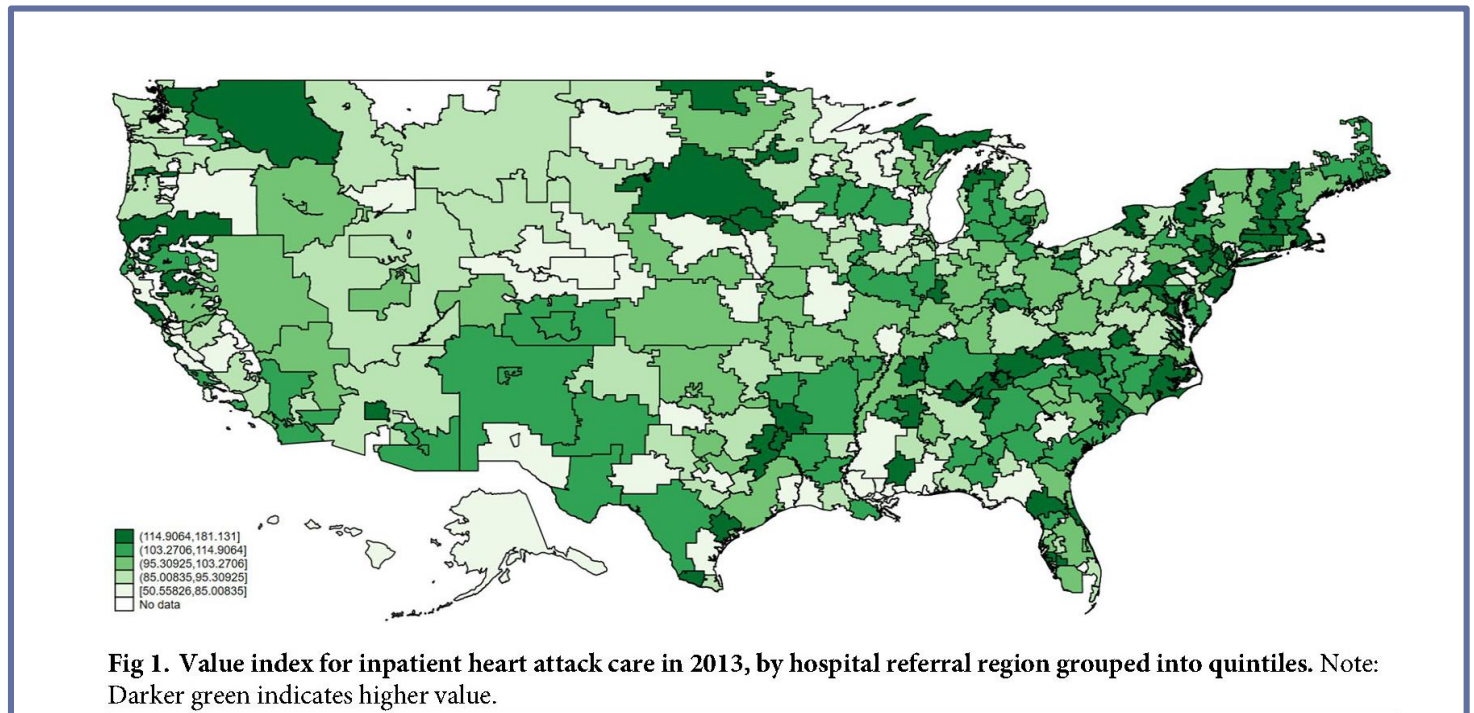 (114.9064,181.131]
(103.2706,114.9064]
(95.30925,103.2706]
(85.00835,95.30925]
[50.55826,85.00835]
No data
Fig 1. Value index for inpatient heart attack care in 2013, by hospital referral region grouped into quintiles. Note:
Darker green indicates higher value.